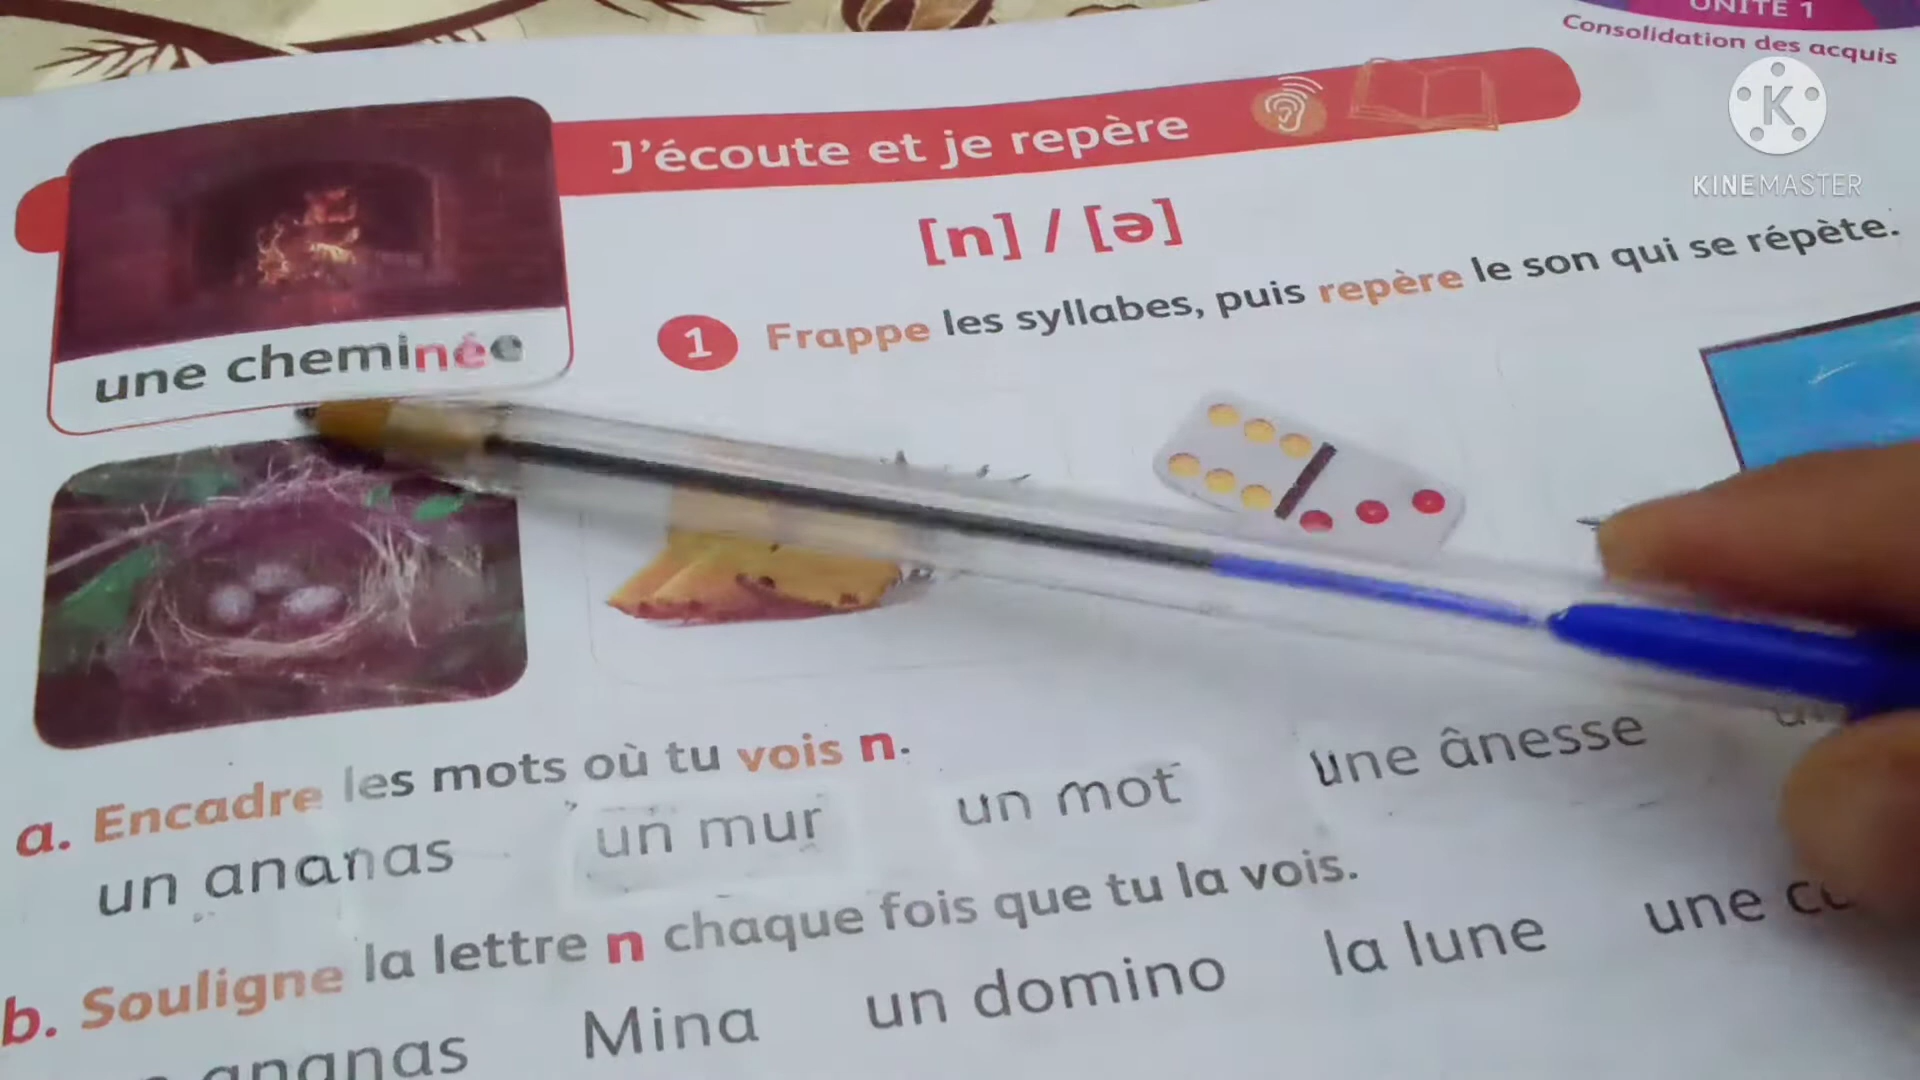 UNITÉ 1
Consolidation des acquis
KINEMASTER
J'écoute et je repère
[n] / [ə]
une cheminée
1 Frappe les syllabes, puis repère le son qui se répète.
a. Encadre les mots où tu vois n.
un ananas un mur un mot une ânesse
b. Souligne la lettre n chaque fois que tu la vois.
ananas Mina un domino la lune une